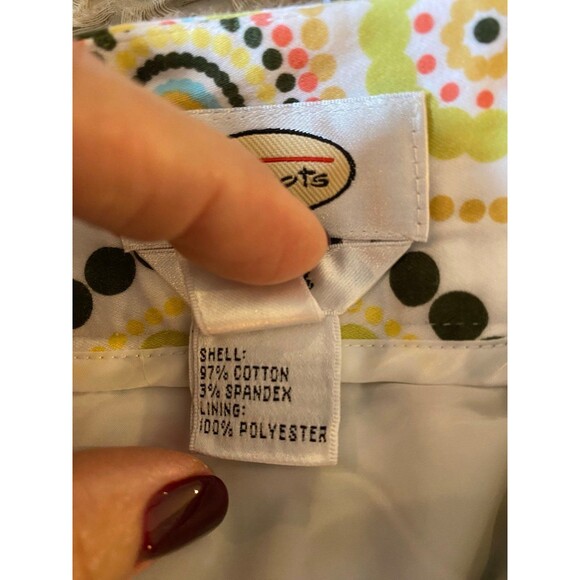 SHELL:
97% COTTON
3% SPANDEX
LINING:
100% POLYESTER